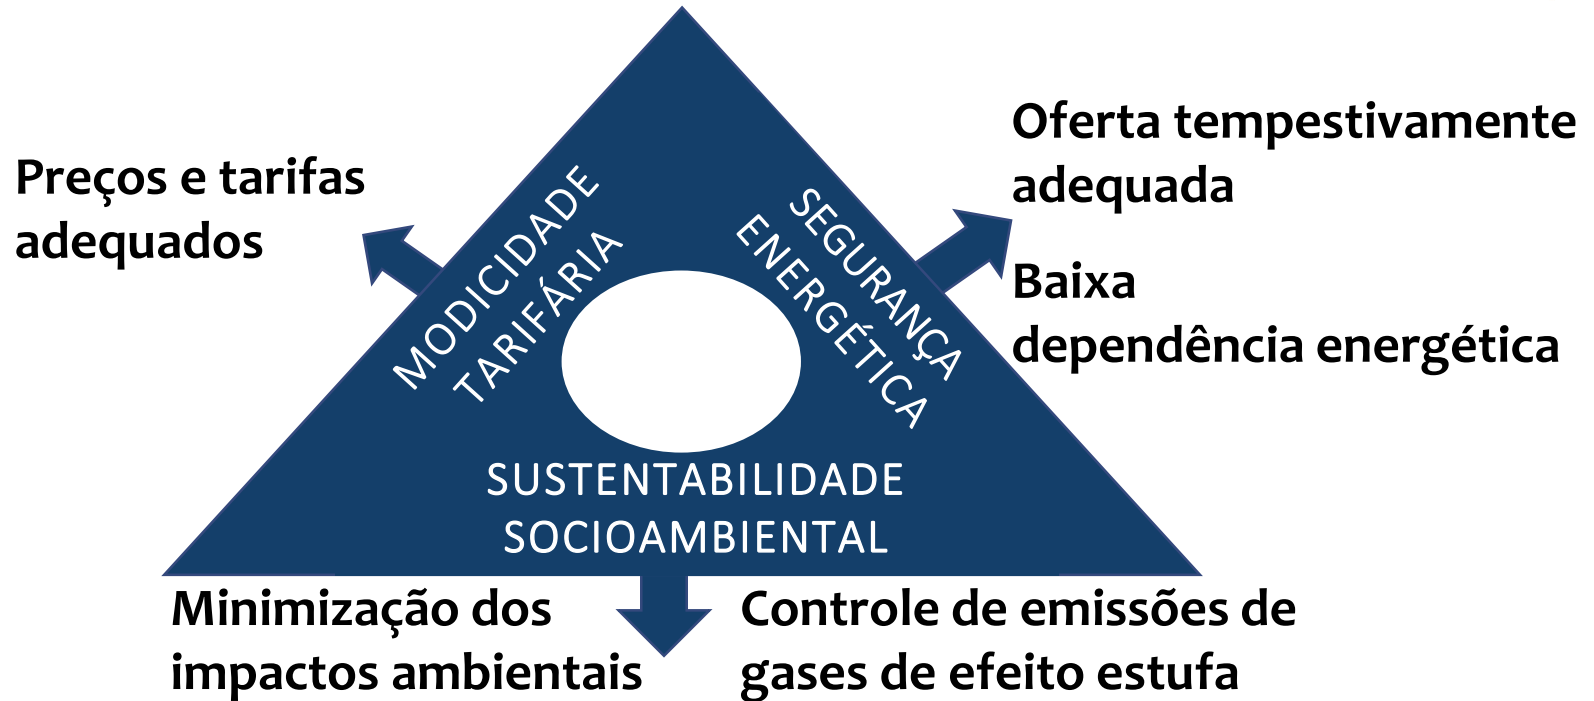 Preços e tarifas
adequados
MODICIDADE
TARIFÁRIA
SEGURANÇA
ENERGÉTICA
Oferta tempestivamente
adequada
Baixa
dependência energética
SUSTENTABILIDADE
SOCIOAMBIENTAL
Minimização dos
impactos ambientais
Controle de emissões de
gases de efeito estufa